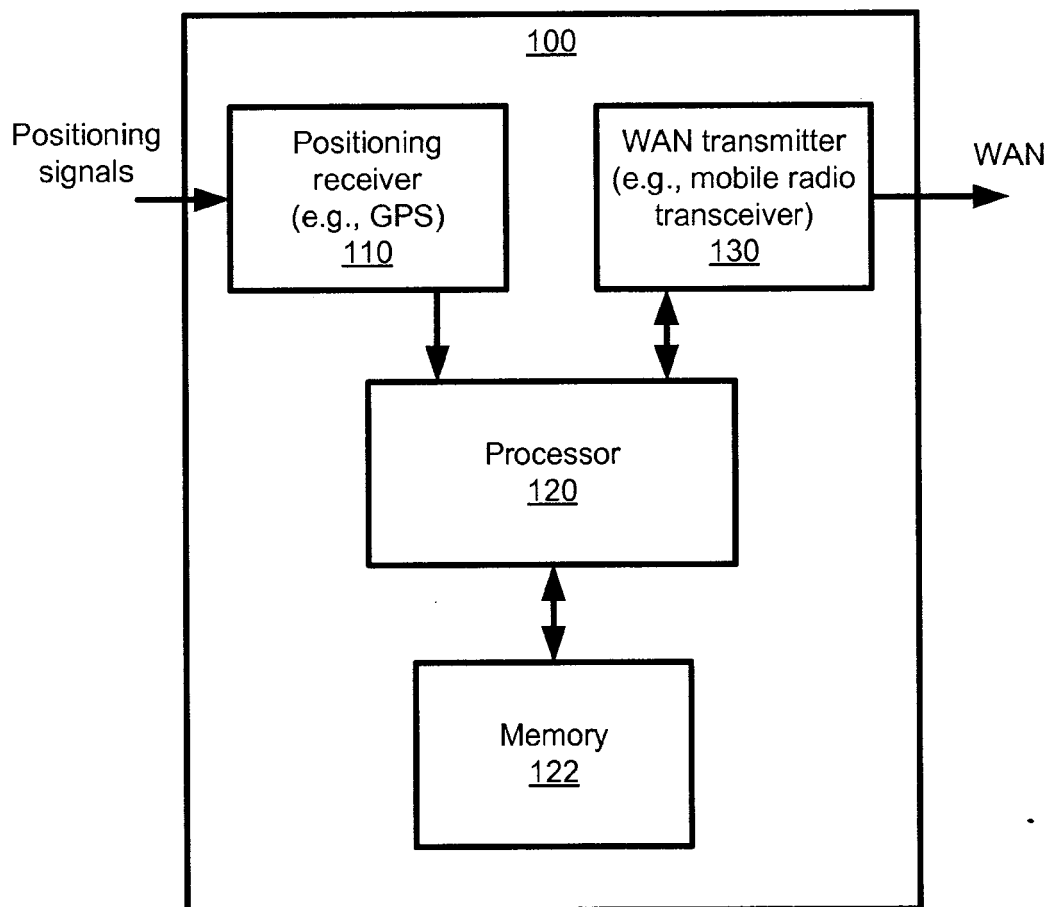 100
Positioning
signals
Positioning
receiver
(e.g., GPS)
110
WAN transmitter
(e.g., mobile radio
transceiver)
130
WAN
Processor
120
Memory
122